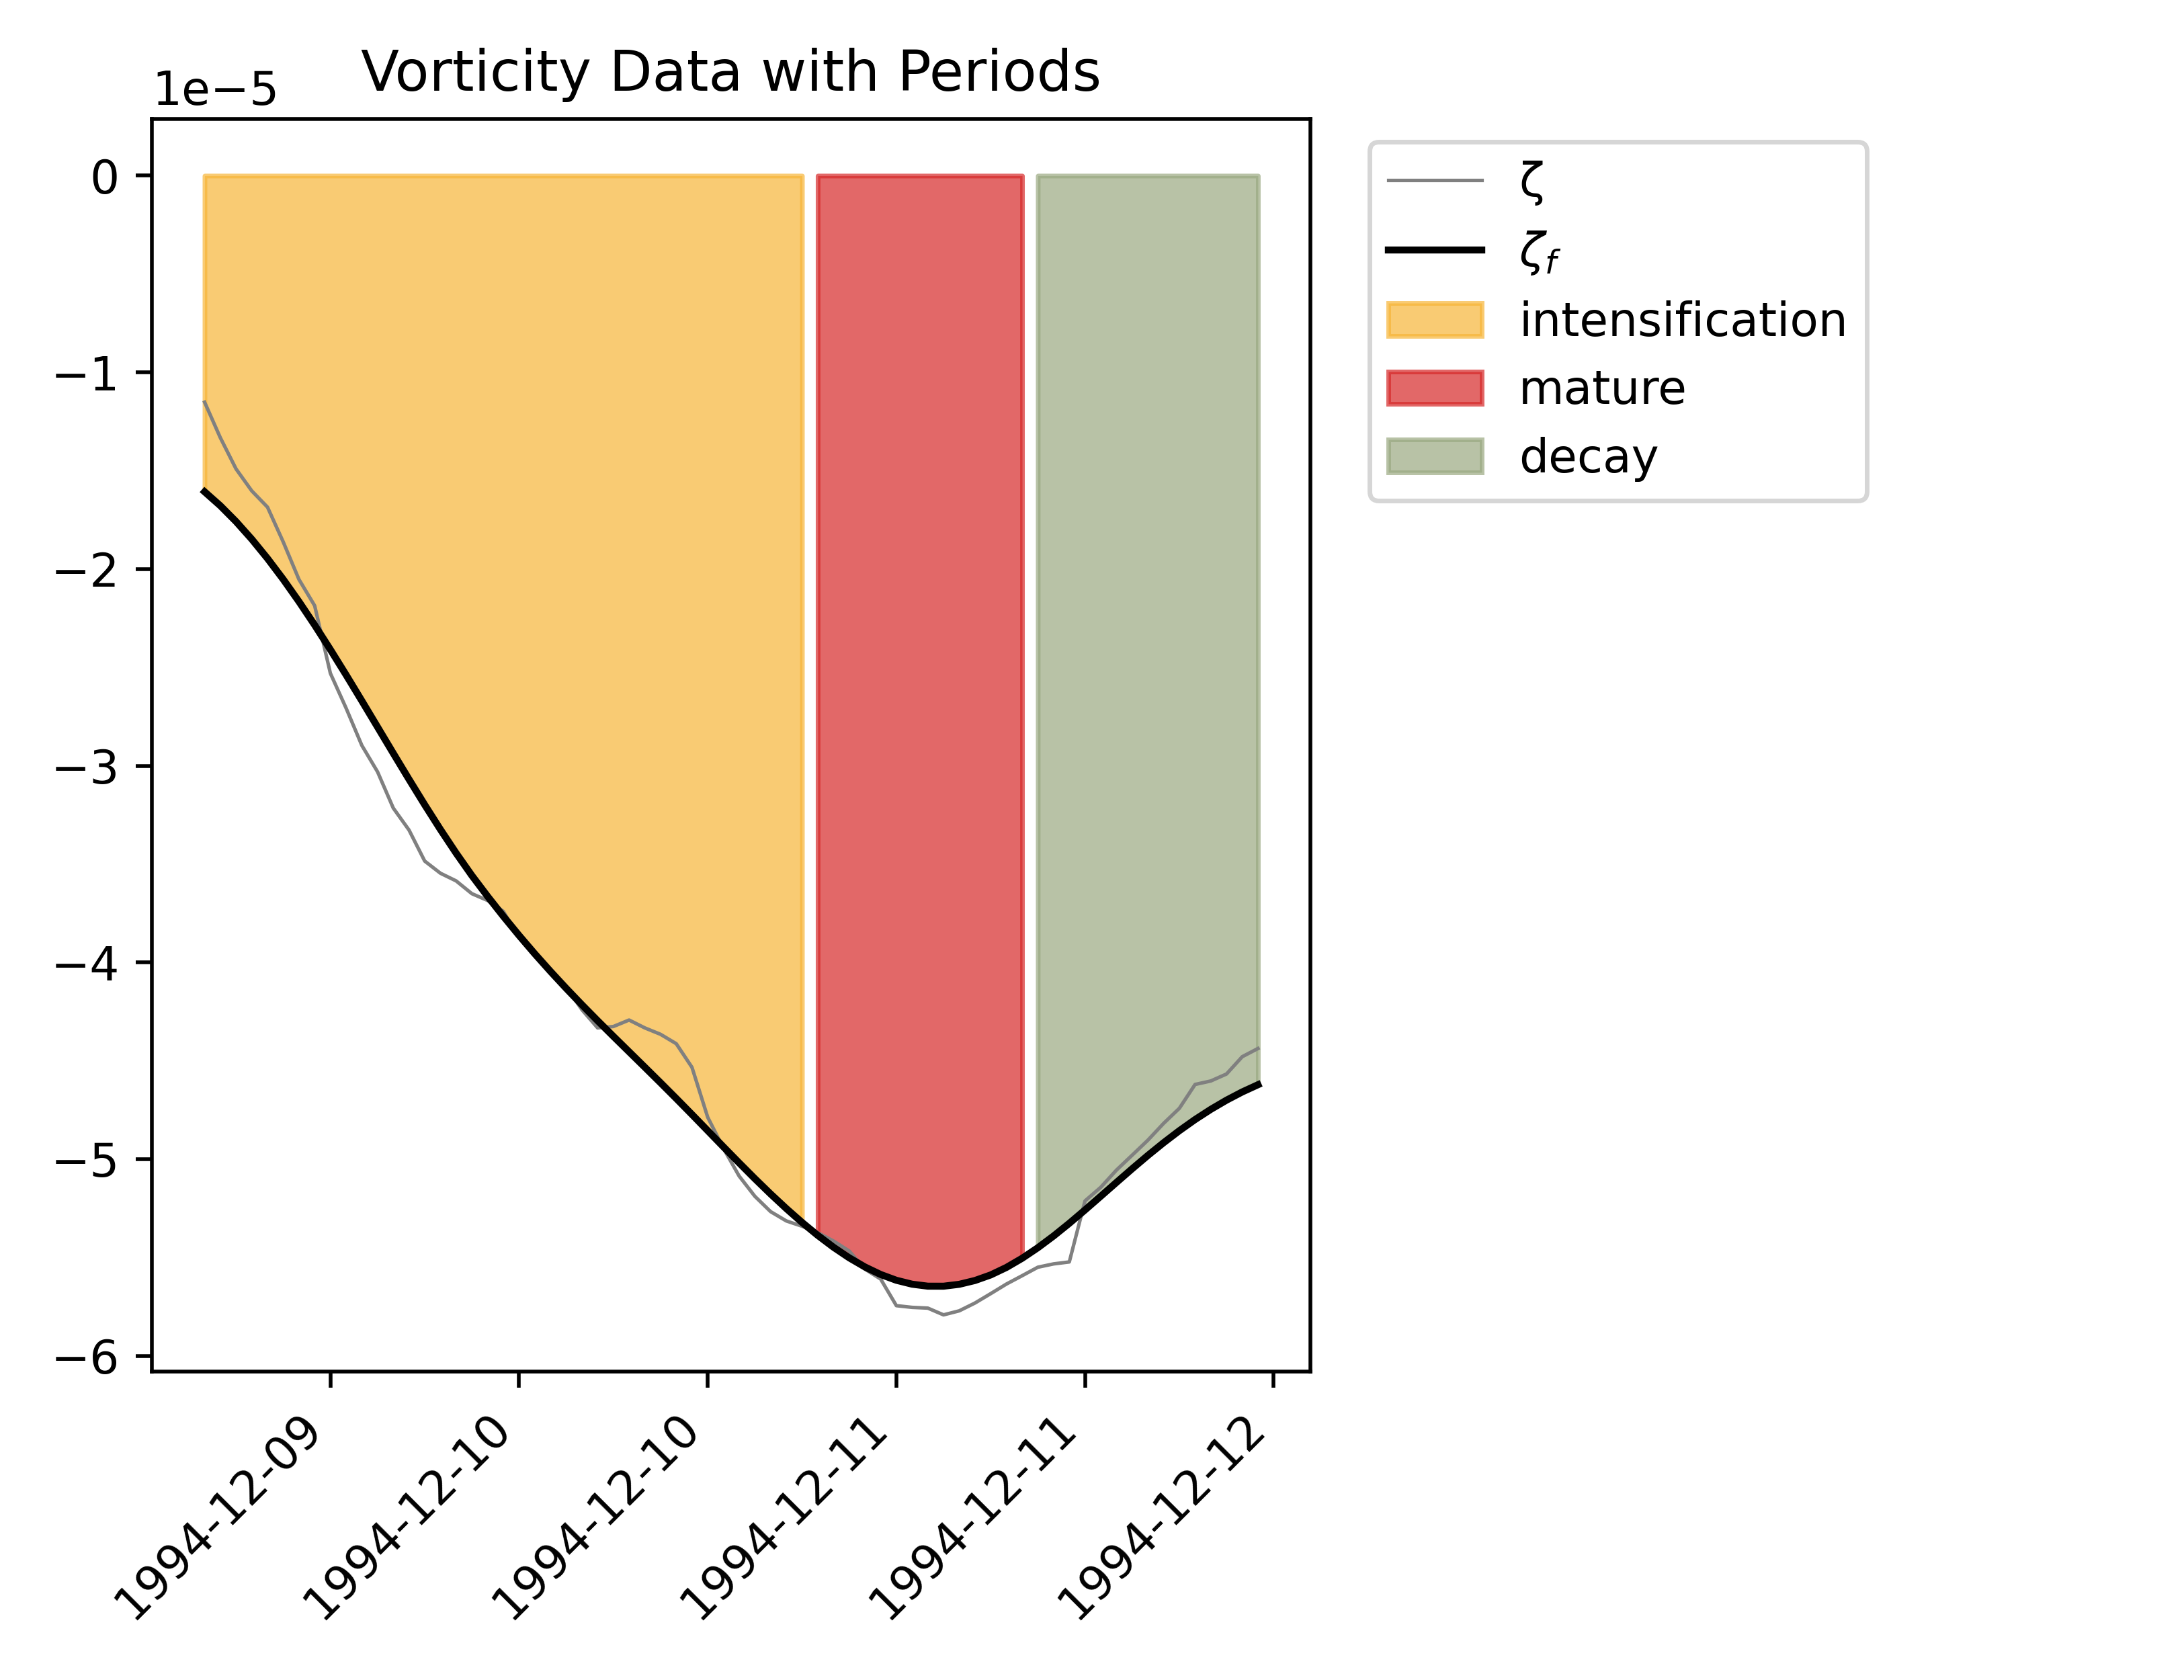 Vorticity Data with Periods
1e−5
0
−1
−2
−3
−4
−5
−6
1994-12-09
1994-12-10
1994-12-10
1994-12-11
1994-12-11
1994-12-12
ζ
ζf
intensification
mature
decay